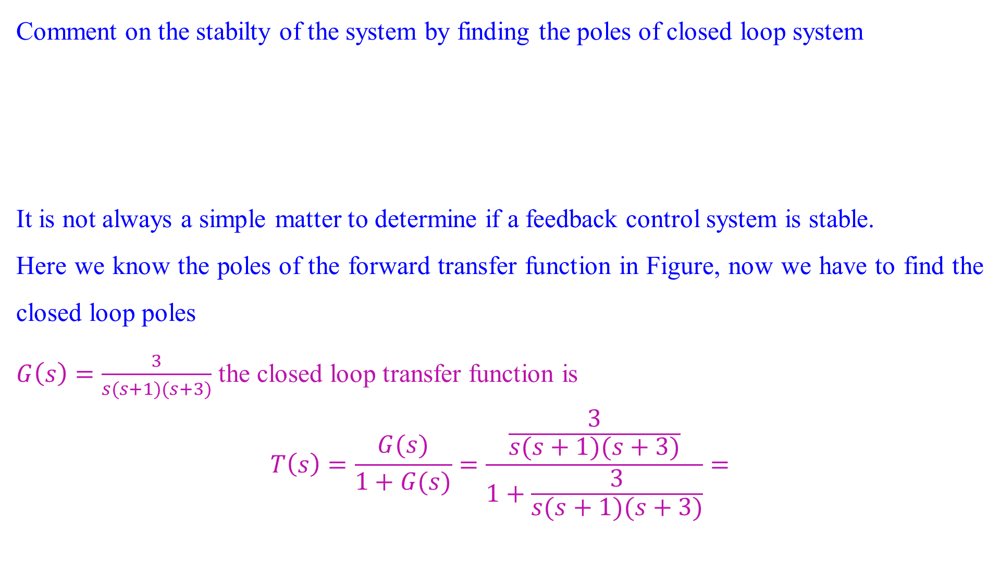 Comment on the stabilty of the system by finding the poles of closed loop system
It is not always a simple matter to determine if a feedback control system is stable.
Here we know the poles of the forward transfer function in Figure, now we have to find the
closed loop poles
G(s) = \frac{3}{s(s+1)(s+3)} the closed loop transfer function is
T(s) = \frac{G(s)}{1 + G(s)} = \frac{\frac{3}{s(s + 1)(s + 3)}}{1 + \frac{3}{s(s + 1)(s + 3)}} =